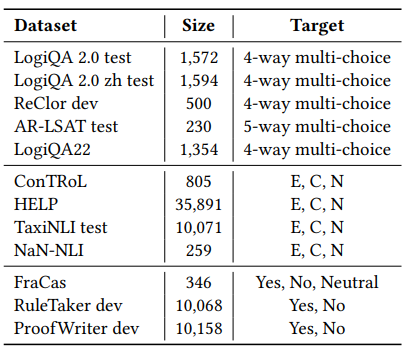 Dataset Size Target
LogiQA 2.0 test 1,572 4-way multi-choice
LogiQA 2.0 zh test 1,594 4-way multi-choice
ReClor dev 500 4-way multi-choice
AR-LSAT test 230 5-way multi-choice
LogiQA22 1,354 4-way multi-choice
ConTRoL 805 E, C, N
HELP 35,891 E, C, N
TaxiNLI test 10,071 E, C, N
NaN-NLI 259 E, C, N
FraCas 346 Yes, No, Neutral
RuleTaker dev 10,068 Yes, No
ProofWriter dev 10,158 Yes, No